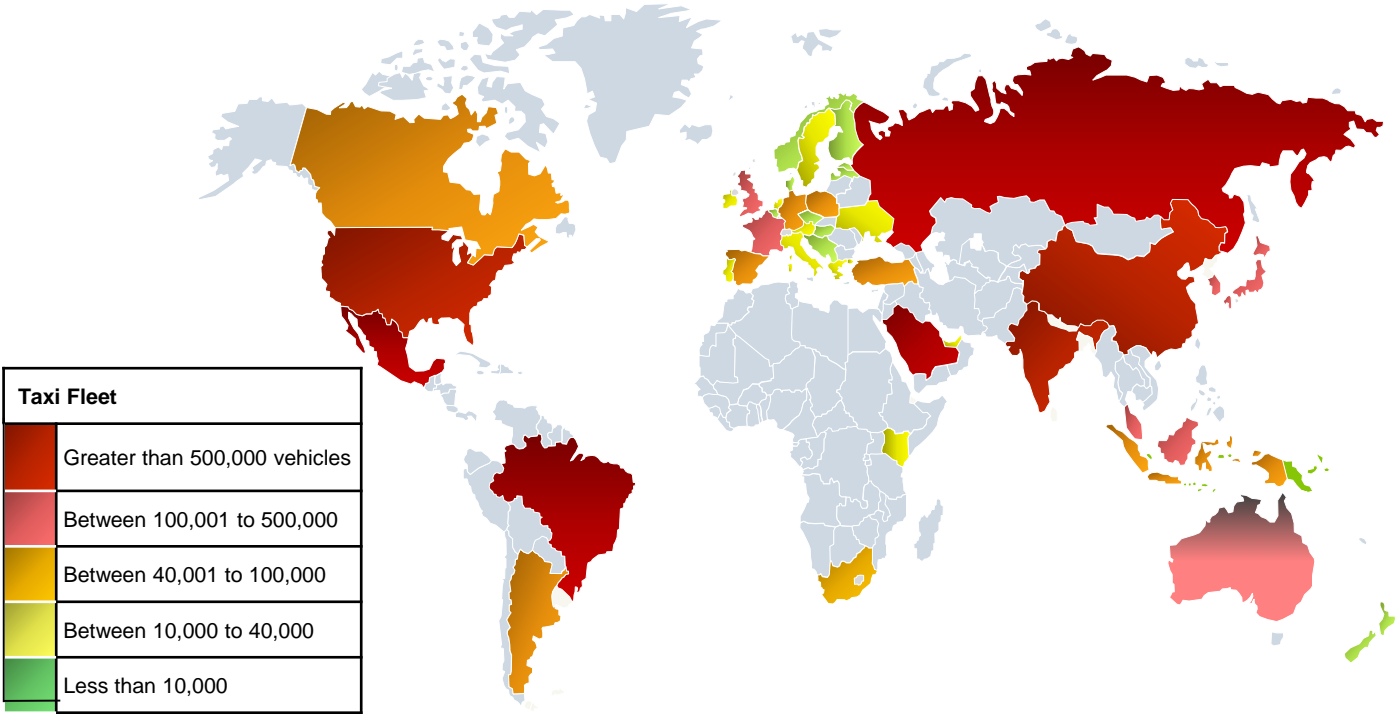 Taxi Fleet
Greater than 500,000 vehicles
Between 100,001 to 500,000
Between 40,001 to 100,000
Between 10,000 to 40,000
Less than 10,000